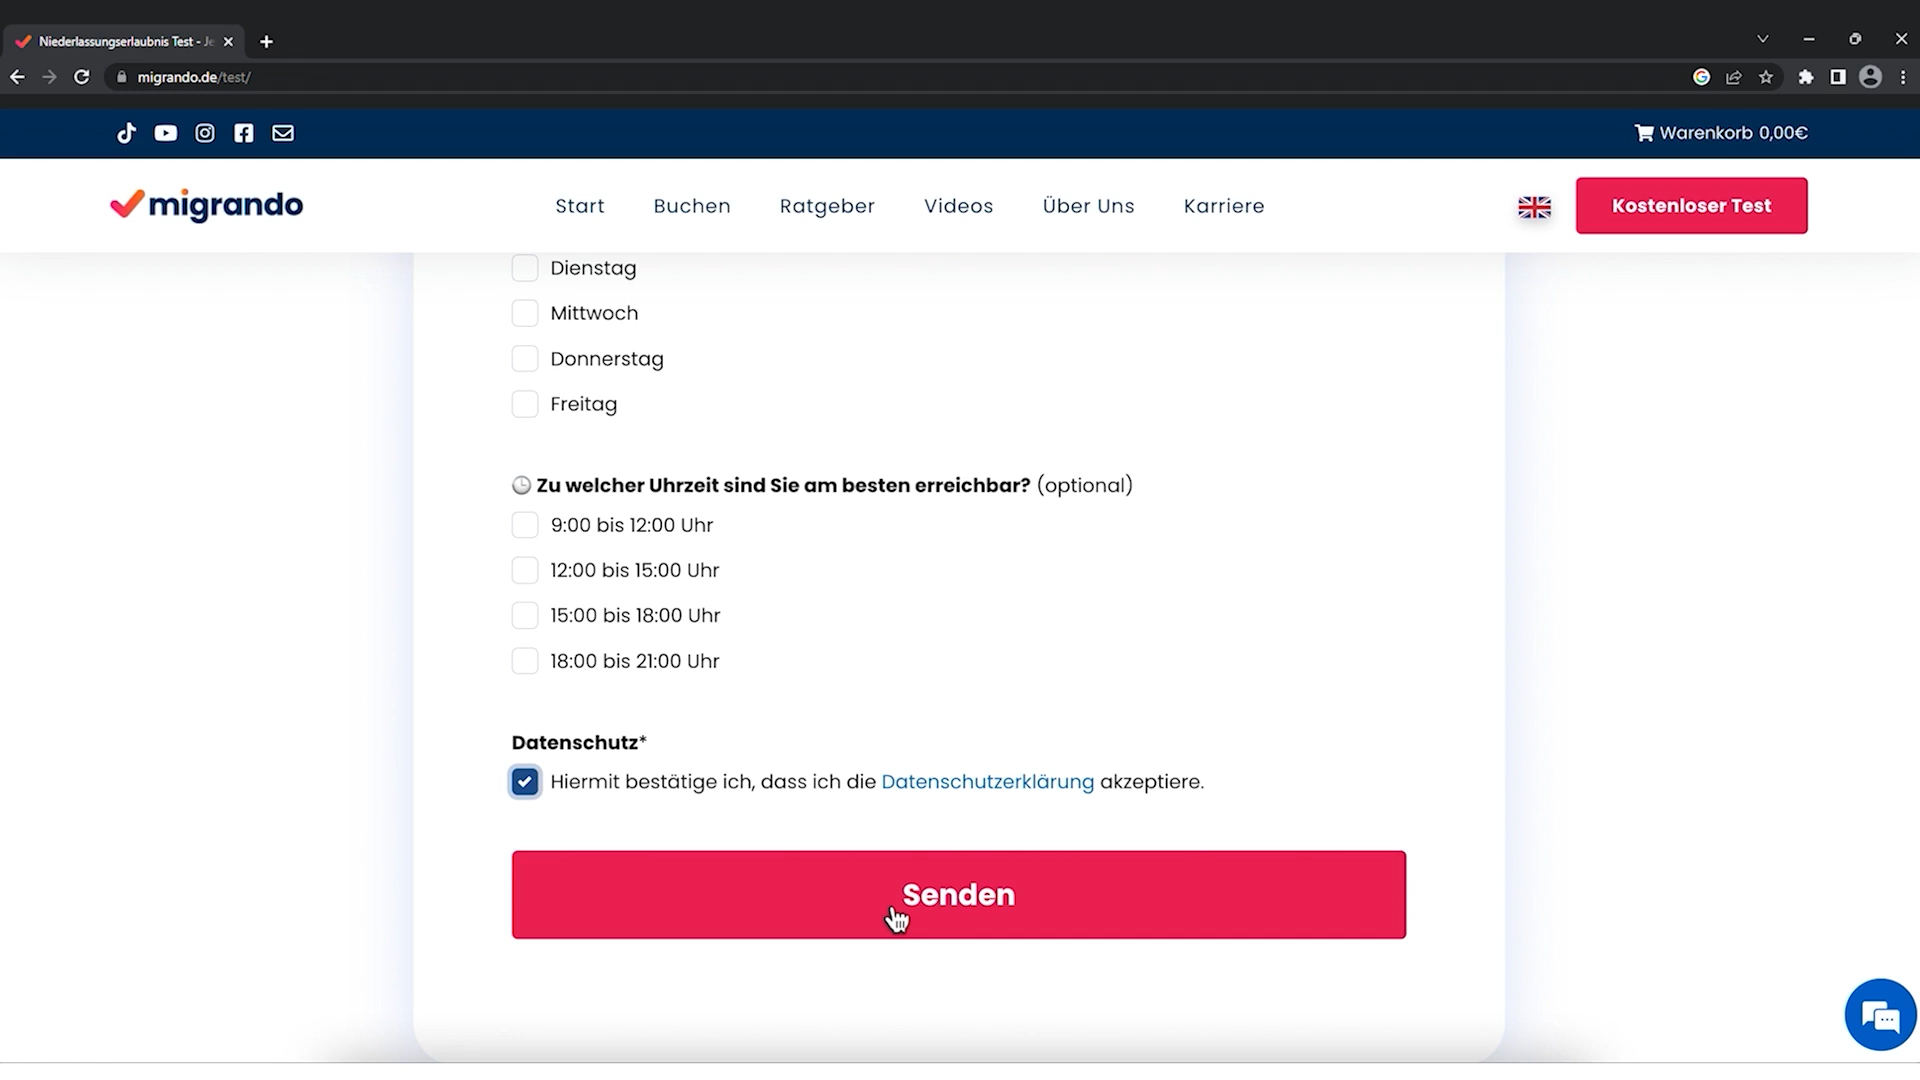 Niederlassungserlaubnis Test - Je
migrando.de/test/
Warenkorb 0,00€
migrando
Start Buchen Ratgeber Videos Über Uns Karriere
Kostenloser Test
Dienstag
Mittwoch
Donnerstag
Freitag
Zu welcher Uhrzeit sind Sie am besten erreichbar? (optional)
9:00 bis 12:00 Uhr
12:00 bis 15:00 Uhr
15:00 bis 18:00 Uhr
18:00 bis 21:00 Uhr
Datenschutz*
Hiermit bestätige ich, dass ich die Datenschutzerklärung akzeptiere.
Senden